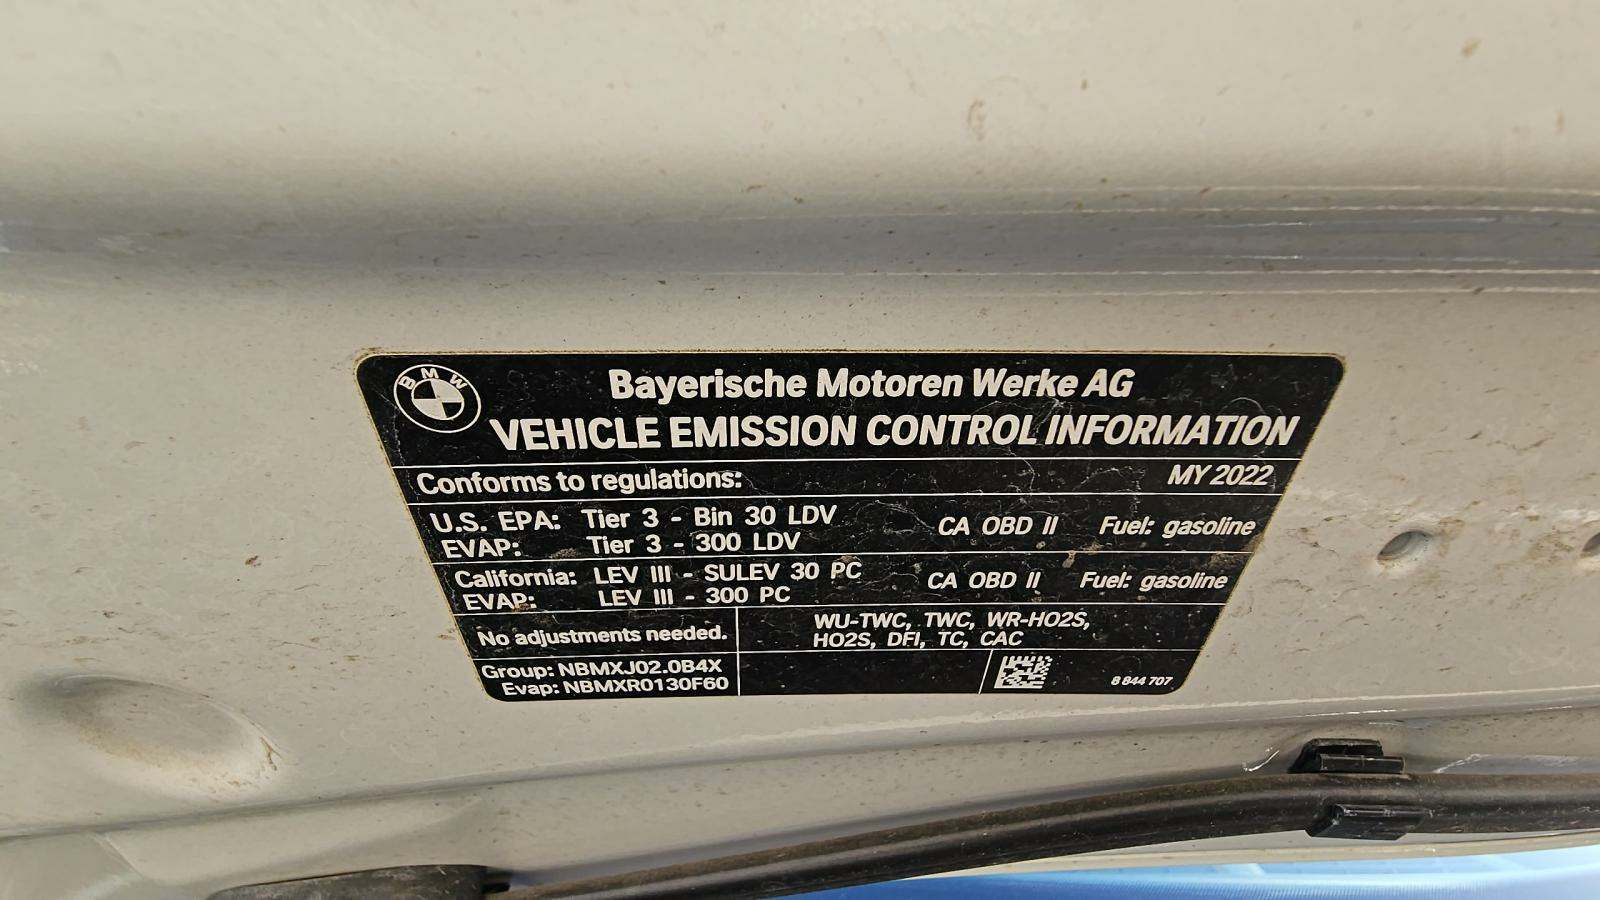 BMW
Bayerische Motoren Werke AG
VEHICLE EMISSION CONTROL INFORMATION
Conforms to regulations: MY 2022
U.S. EPA: Tier 3 - Bin 30 LDV CA OBD II Fuel: gasoline
EVAP: Tier 3 - 300 LDV
California: LEV III - SULEV 30 PC CA OBD II Fuel: gasoline
EVAP: LEV III - 300 PC
No adjustments needed.
WU-TWC, TWC, WR-HO2S,
HO2S, DFI, TC, CAC
Group: NBMXJ02.0B4X
Evap: NBMXR0130F60
8 844 707